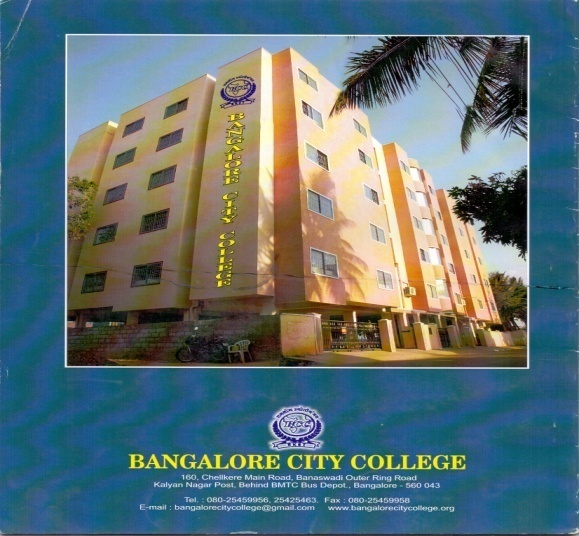 BCC
BANGALORE CITY COLLEGE
BCC
BANGALORE CITY COLLEGE
160, Chellkere Main Road, Banaswadi Outer Ring Road
Kalyan Nagar Post, Behind BMTC Bus Depot., Bangalore - 560 043
Tel. : 080-25459956, 25425463. Fax : 080-25459958
E-mail : bangalorecitycollege@gmail.com www.bangalorecitycollege.org